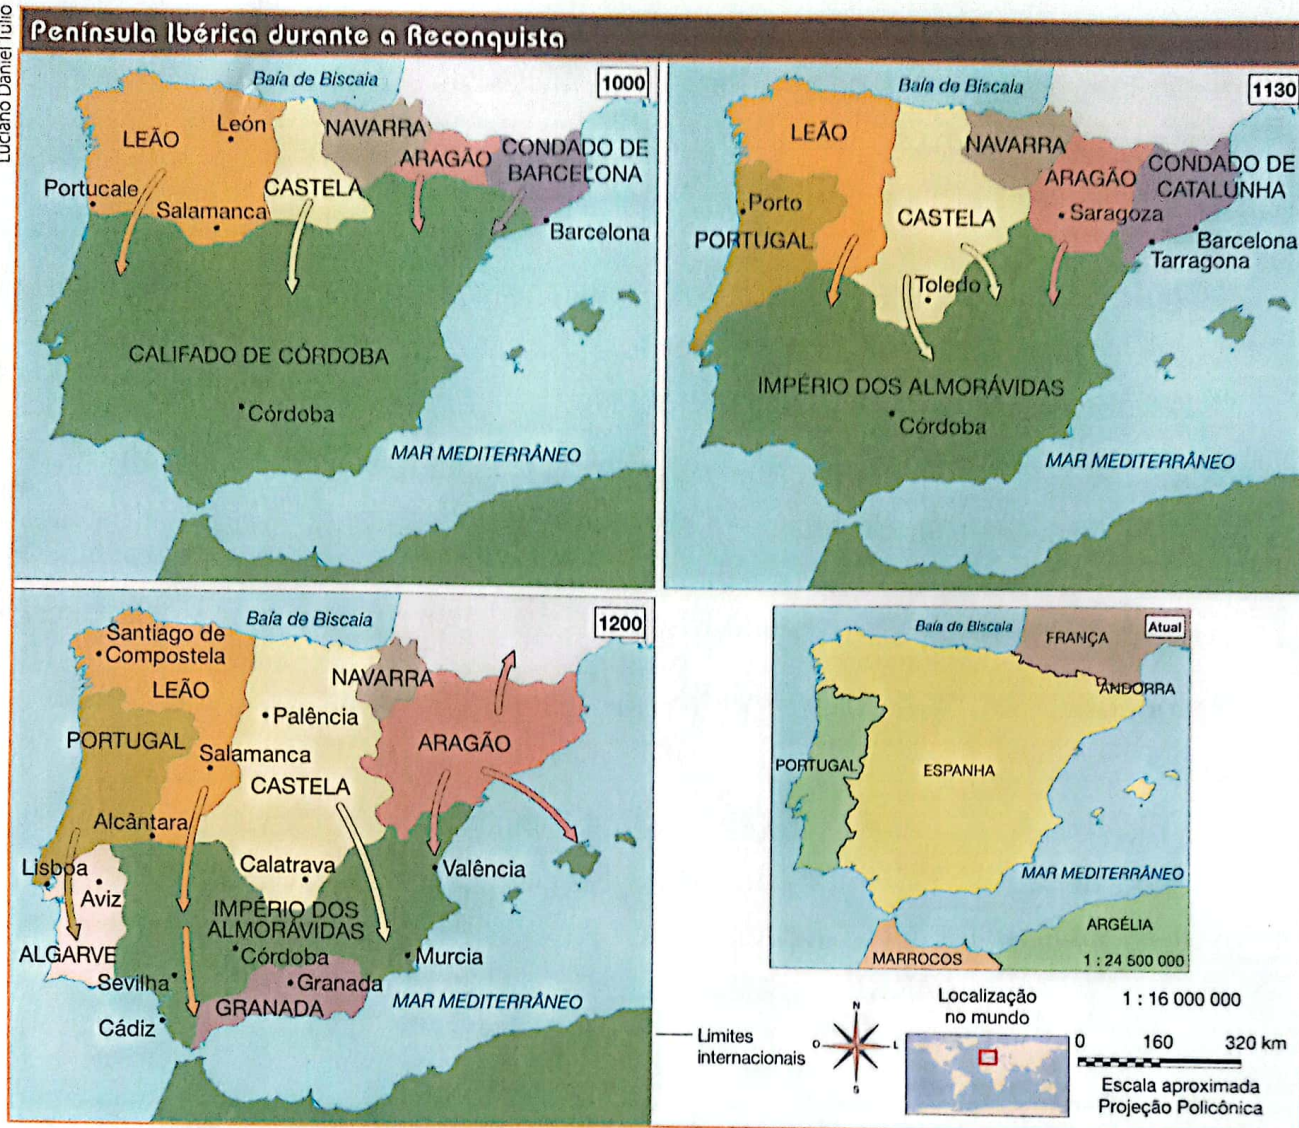 Luciano Daniel Tulio
Península Ibérica durante a Reconquista
Baía de Biscaia
1000
LEÃO
León
NAVARRA
ARAGÃO
CONDADO DE
BARCELONA
Portucale
CASTELA
Salamanca
Barcelona
CALIFADO DE CÓRDOBA
Córdoba
MAR MEDITERRÂNEO
Baía de Biscaia
1130
LEÃO
NAVARRA
ARAGÃO
CONDADO DE
CATALUNHA
Porto
CASTELA
Saragoza
PORTUGAL
Barcelona
Tarragona
Toledo
IMPÉRIO DOS ALMORÁVIDAS
Córdoba
MAR MEDITERRÂNEO
Baía de Biscaia
1200
Santiago de
Compostela
LEÃO
NAVARRA
Palência
PORTUGAL
ARAGÃO
Salamanca
CASTELA
Alcântara
Lisboa
Calatrava
Valência
Aviz
IMPÉRIO DOS
ALMORÁVIDAS
ALGARVE
Córdoba
Murcia
Sevilha
Granada
GRANADA
MAR MEDITERRÂNEO
Cádiz
Baía de Biscaia
Atual
FRANÇA
ANDORRA
PORTUGAL
ESPANHA
MAR MEDITERRÂNEO
ARGÉLIA
MARROCOS
1 : 24 500 000
Limites
internacionais
N
O
L
S
Localização
no mundo
1 : 16 000 000
0 160 320 km
Escala aproximada
Projeção Policônica